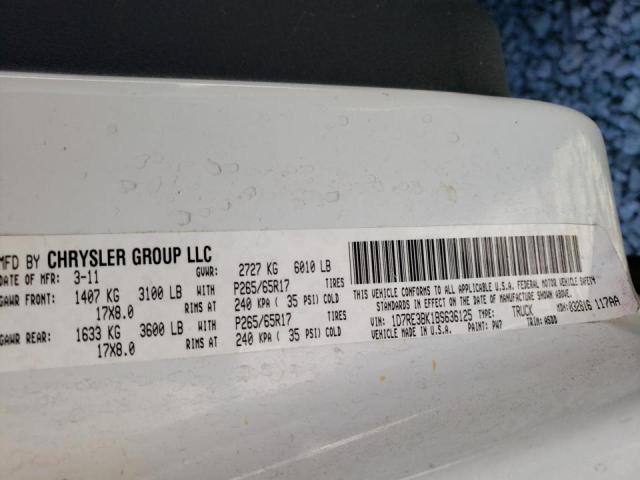 MFD BY CHRYSLER GROUP LLC
DATE OF MFR: 3-11 GVWR: 2727 KG 6010 LB
GAWR FRONT: 1407 KG 3100 LB P265/65R17 TIRES
17X8.0 RIMS AT 240 KPA ( 35 PSI) COLD
GAWR REAR: 1633 KG 3600 LB P265/65R17 TIRES
17X8.0 RIMS AT 240 KPA ( 35 PSI) COLD
THIS VEHICLE CONFORMS TO ALL APPLICABLE U.S.A. FEDERAL MOTOR VEHICLE SAFETY
STANDARDS IN EFFECT ON THE DATE OF MANUFACTURE SHOWN ABOVE.
VIN: 1D7RE3BK1BS636125 TYPE: TRUCK MDH: 032916 117AA
VEHICLE MADE IN U.S.A. PAINT: PW7 TRIM: